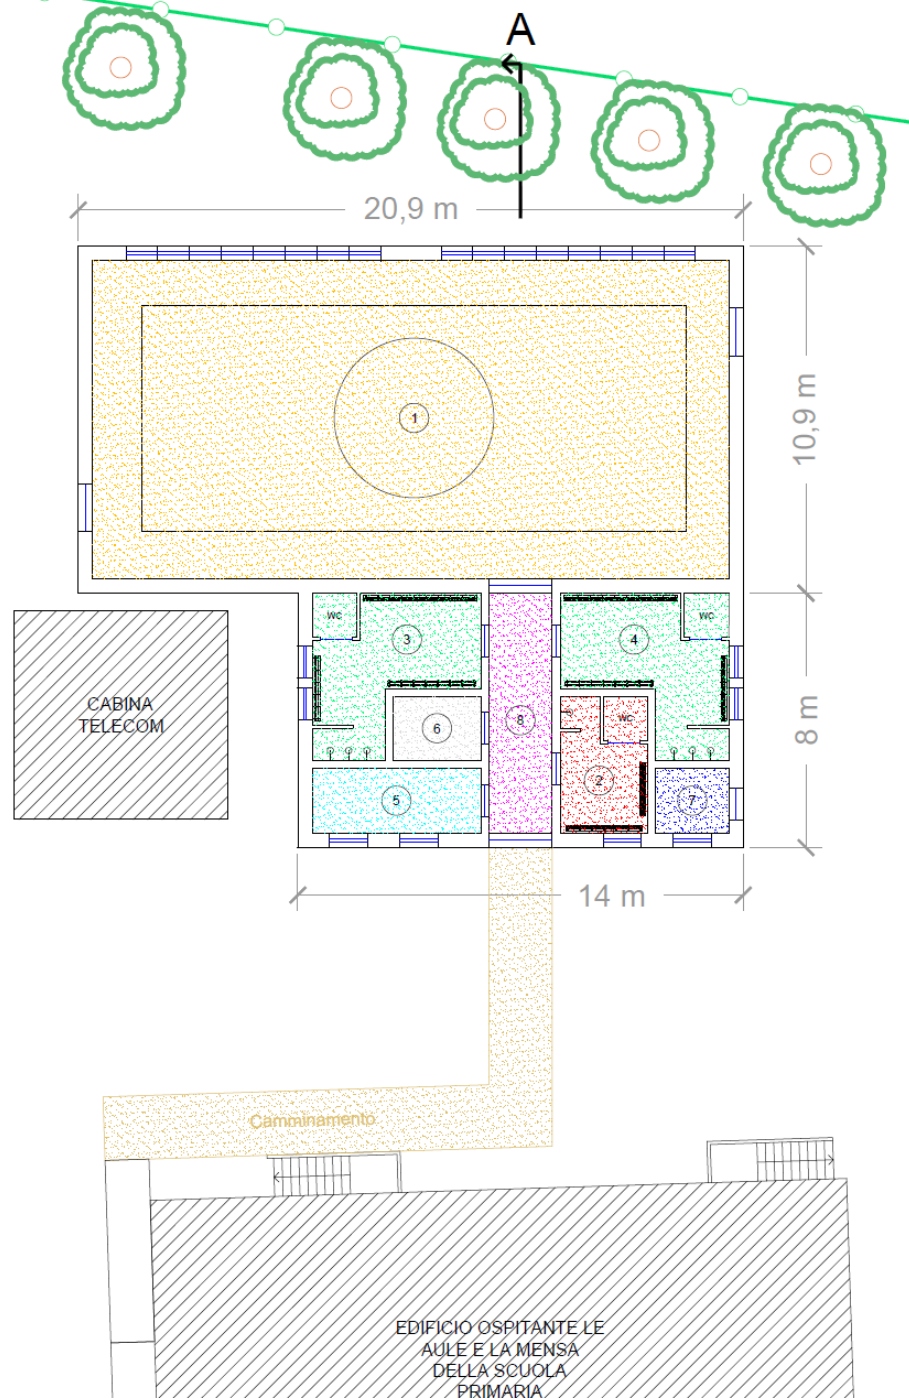 A
20,9 m
10,9 m
1
WC
WC
3
4
CABINA
TELECOM
6
8
WC
8 m
2
5
7
14 m
Camminamento
EDIFICIO OSPITANTE LE
AULE E LA MENSA
DELLA SCUOLA
PRIMARIA